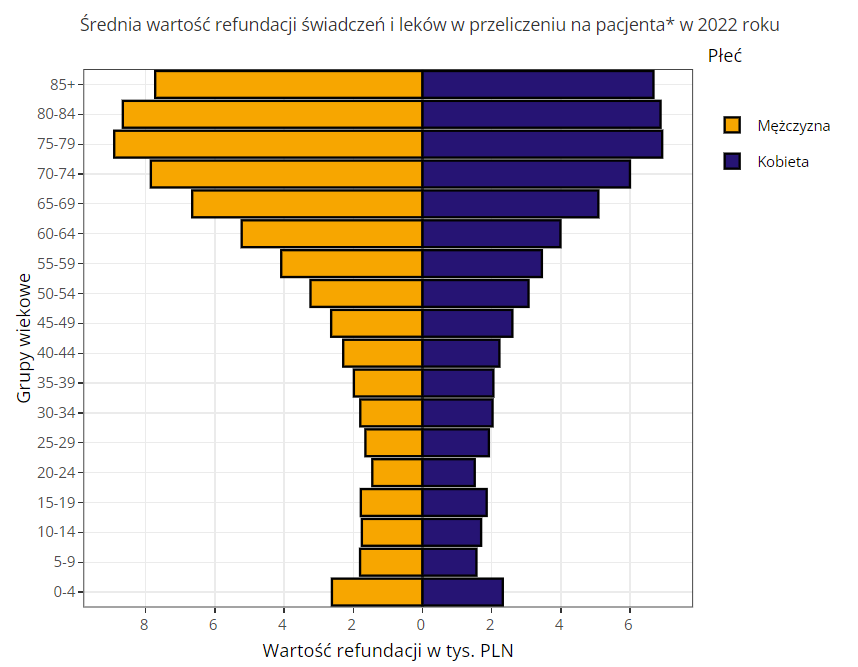 Średnia wartość refundacji świadczeń i leków w przeliczeniu na pacjenta* w 2022 roku
Płeć
Mężczyzna
Kobieta
Grupy wiekowe
85+
80-84
75-79
70-74
65-69
60-64
55-59
50-54
45-49
40-44
35-39
30-34
25-29
20-24
15-19
10-14
5-9
0-4
8 6 4 2 0 2 4 6
Wartość refundacji w tys. PLN